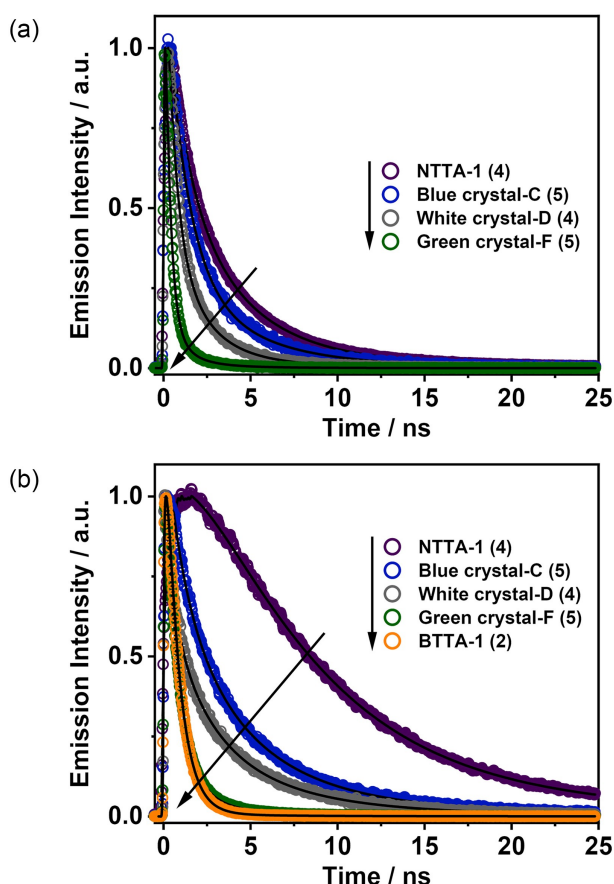 (a)
Emission Intensity / a.u.
1.0
0.5
0.0
NTTA-1 (4)
Blue crystal-C (5)
White crystal-D (4)
Green crystal-F (5)
0 5 10 15 20 25
Time / ns
(b)
Emission Intensity / a.u.
1.0
0.5
0.0
NTTA-1 (4)
Blue crystal-C (5)
White crystal-D (4)
Green crystal-F (5)
BTTA-1 (2)
0 5 10 15 20 25
Time / ns